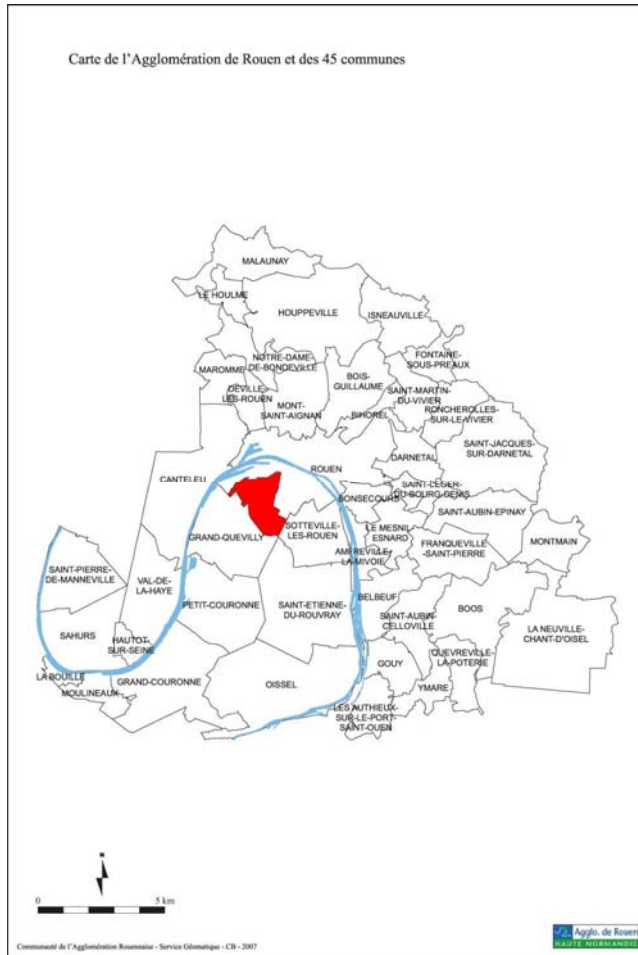 Carte de l'Agglomération de Rouen et des 45 communes
MALAUNAY
LE HOULME
HOUPPEVILLE
ISNEAUVILLE
NOTRE-DAME-
DE-BONDEVILLE
FONTAINE-
SOUS-PREAUX
MAROMME
BOIS-
GUILLAUME
DEVILLE-
LES-ROUEN
SAINT-MARTIN
DU-VIVIER
MONT-
SAINT-AIGNAN
BIHOREL
RONCHEROLLES-
SUR-LE-VIVIER
SAINT-JACQUES-
SUR-DARNETAL
DARNETAL
ROUEN
CANTELEU
SAINT-LEGER-
DU-BOURG-DENIS
BONSECOURS
SAINT-AUBIN-EPINAY
SOTTEVILLE-
LES-ROUEN
LE MESNIL
ESNARD
GRAND-QUEVILLY
FRANQUEVILLE
-SAINT-PIERRE
MONTMAIN
AMFREVILLE-
LA-MIVOIE
SAINT-PIERRE-
DE-MANNEVILLE
VAL-DE-
LA-HAYE
PETIT-COURONNE
SAINT-ETIENNE-
DU-ROUVRAY
BELBEUF
BOOS
SAINT-AUBIN-
CELLOVILLE
LA NEUVILLE-
CHANT-D'OISEL
SAHURS
HAUTOT-
SUR-SEINE
QUEVREVILLE-
LA-POTERIE
GOUY
LA BOUILLE
MOULINEAUX
GRAND-COURONNE
OISSEL
YMARE
LES AUTHIEUX-
SUR-LE-PORT-
SAINT-OUEN
0 5 km
Communauté de l'Agglomération Rouennaise - Service Géomatique - CB - 2007
Agglo. de Rouen
HAUTE NORMANDIE